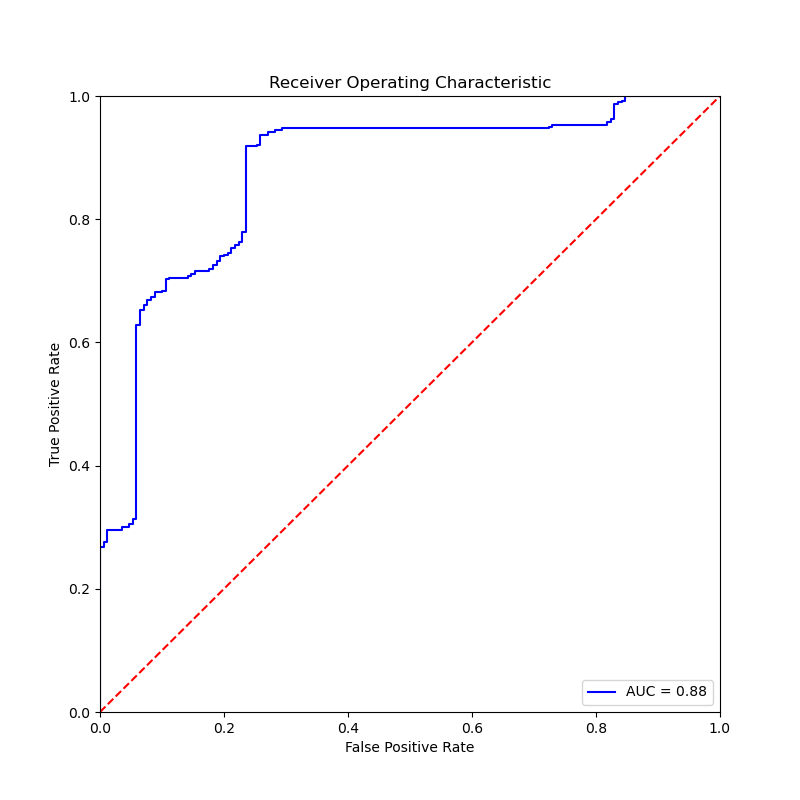 Receiver Operating Characteristic
1.0
0.8
0.6
0.4
0.2
0.0
True Positive Rate
AUC = 0.88
0.0 0.2 0.4 0.6 0.8 1.0
False Positive Rate